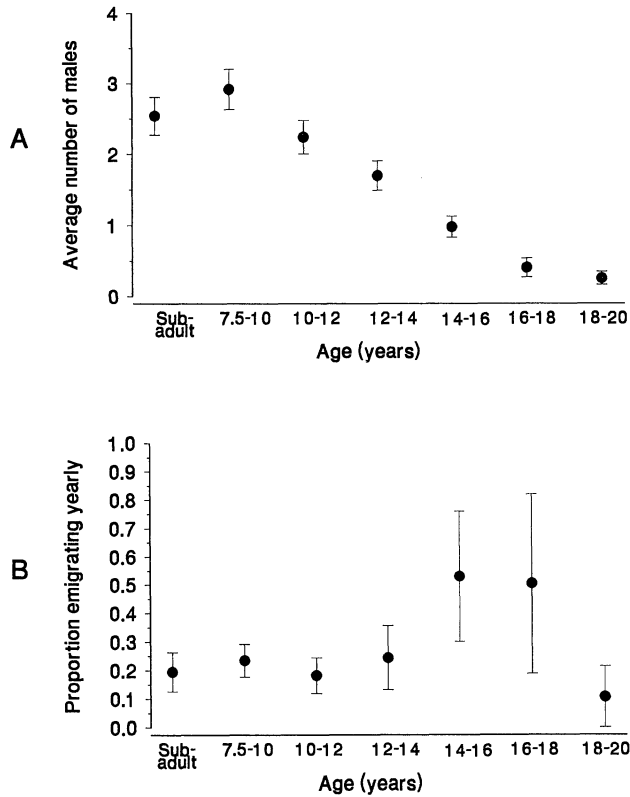 A
Average number of males
4
3
2
1
0
Sub-
adult
7.5-10 10-12 12-14 14-16 16-18 18-20
Age (years)
B
Proportion emigrating yearly
1.0
0.9
0.8
0.7
0.6
0.5
0.4
0.3
0.2
0.1
0.0
Sub-
adult
7.5-10 10-12 12-14 14-16 16-18 18-20
Age (years)